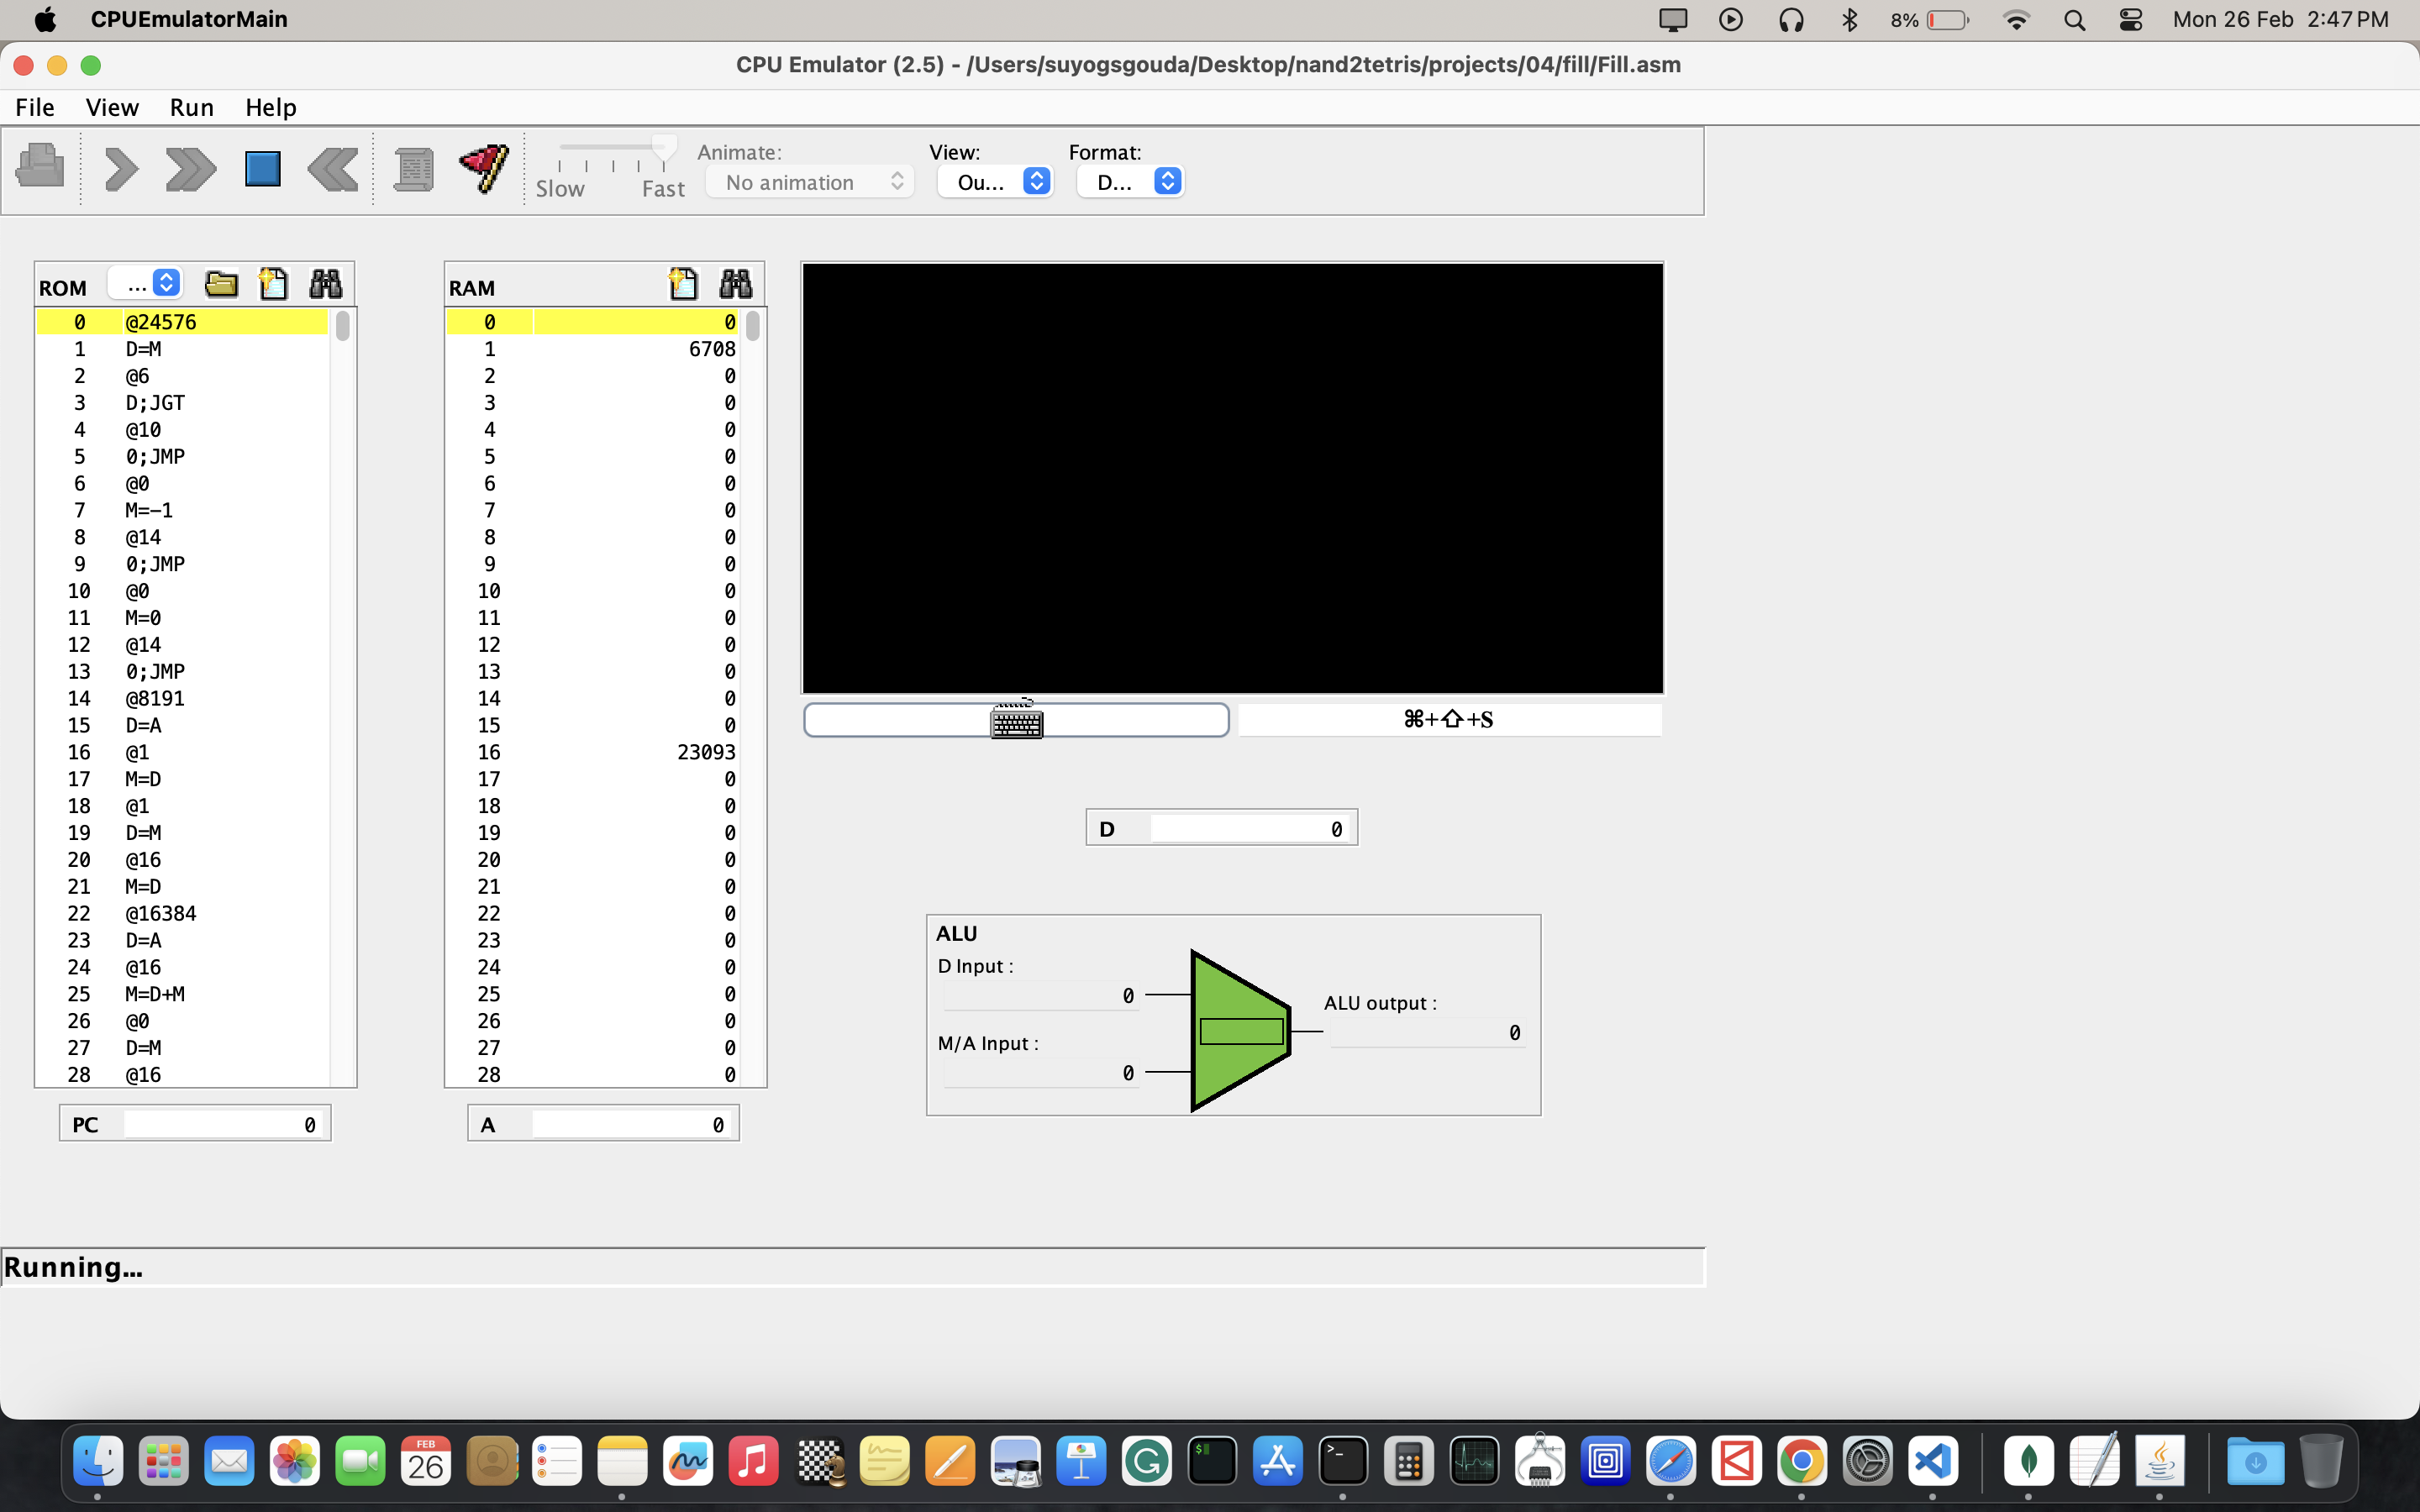 CPUEmulatorMain 8% Mon 26 Feb 2:47 PM
CPU Emulator (2.5) - /Users/suyogsgouda/Desktop/nand2tetris/projects/04/fill/Fill.asm
File View Run Help
Slow Fast
Animate:
No animation
View:
Ou...
Format:
D...
ROM ...
0 @24576
1 D=M
2 @6
3 D;JGT
4 @10
5 0;JMP
6 @0
7 M=-1
8 @14
9 0;JMP
10 @0
11 M=0
12 @14
13 0;JMP
14 @8191
15 D=A
16 @1
17 M=D
18 @1
19 D=M
20 @16
21 M=D
22 @16384
23 D=A
24 @16
25 M=D+M
26 @0
27 D=M
28 @16
PC 0
RAM
0 0
1 6708
2 0
3 0
4 0
5 0
6 0
7 0
8 0
9 0
10 0
11 0
12 0
13 0
14 0
15 0
16 23093
17 0
18 0
19 0
20 0
21 0
22 0
23 0
24 0
25 0
26 0
27 0
28 0
A 0
⌘+⇧+S
D 0
ALU
D Input :
0
M/A Input :
0
ALU output :
0
Running...
FEB
26